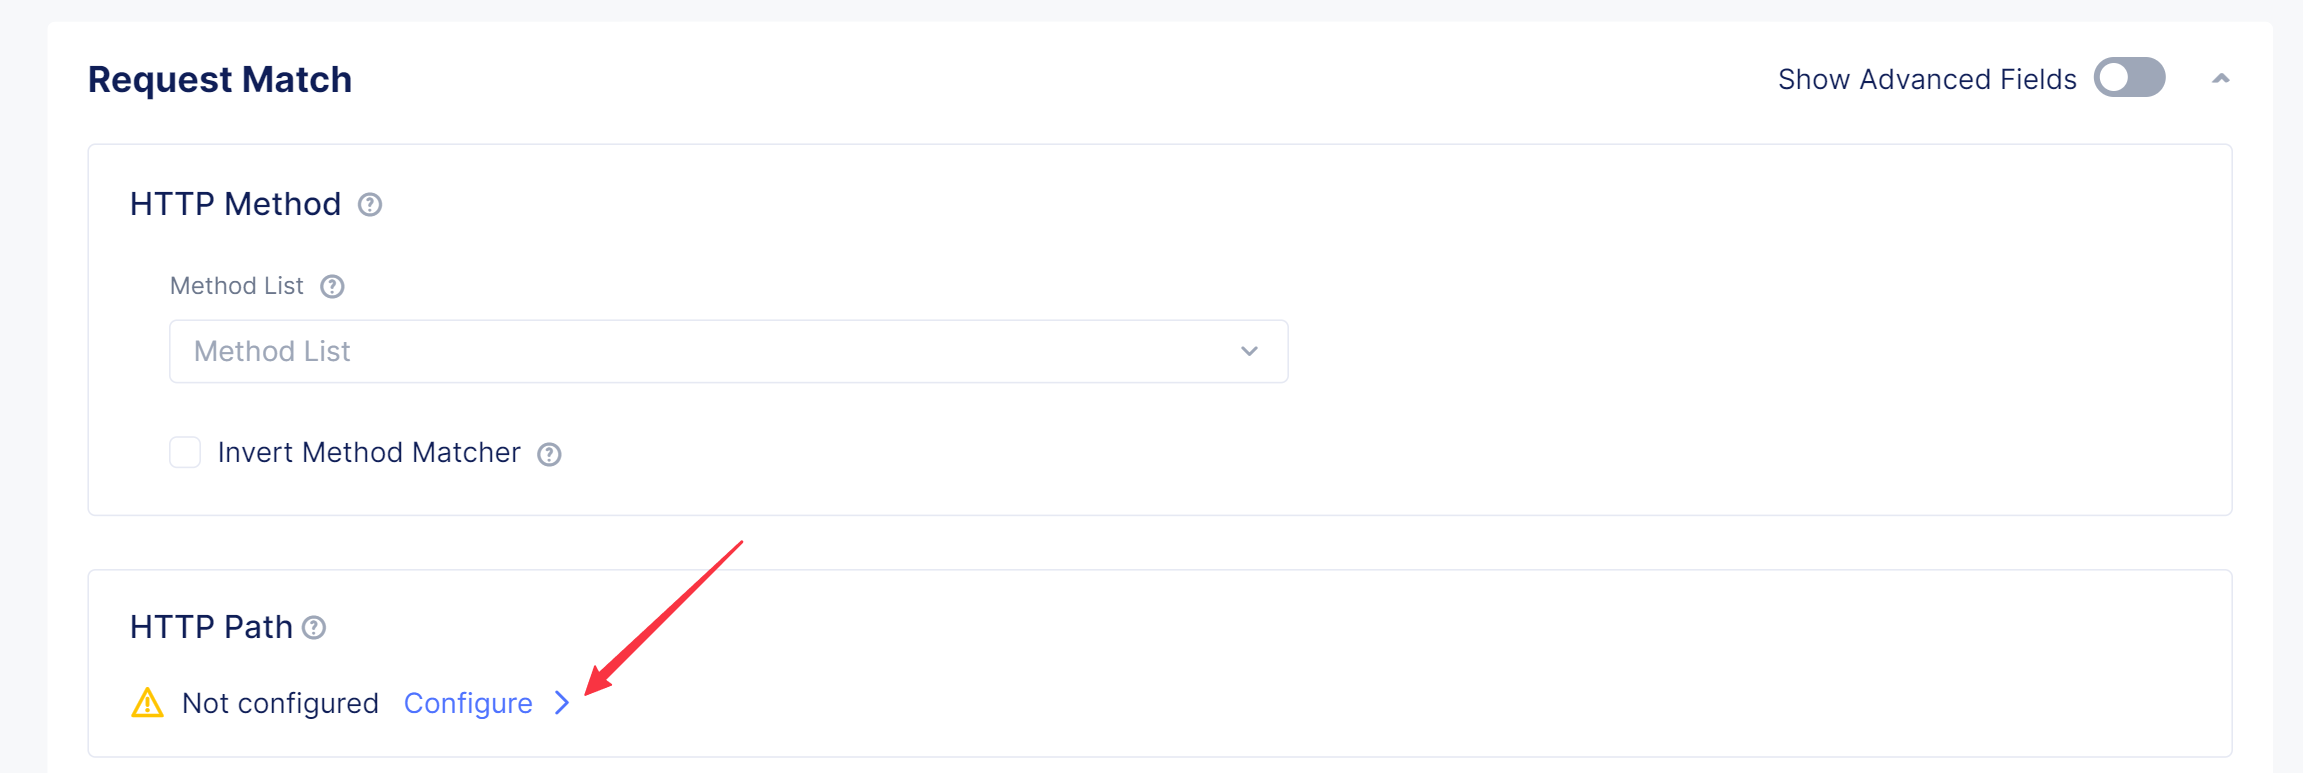 Request Match
Show Advanced Fields
HTTP Method
Method List
Method List
Invert Method Matcher
HTTP Path
Not configured Configure